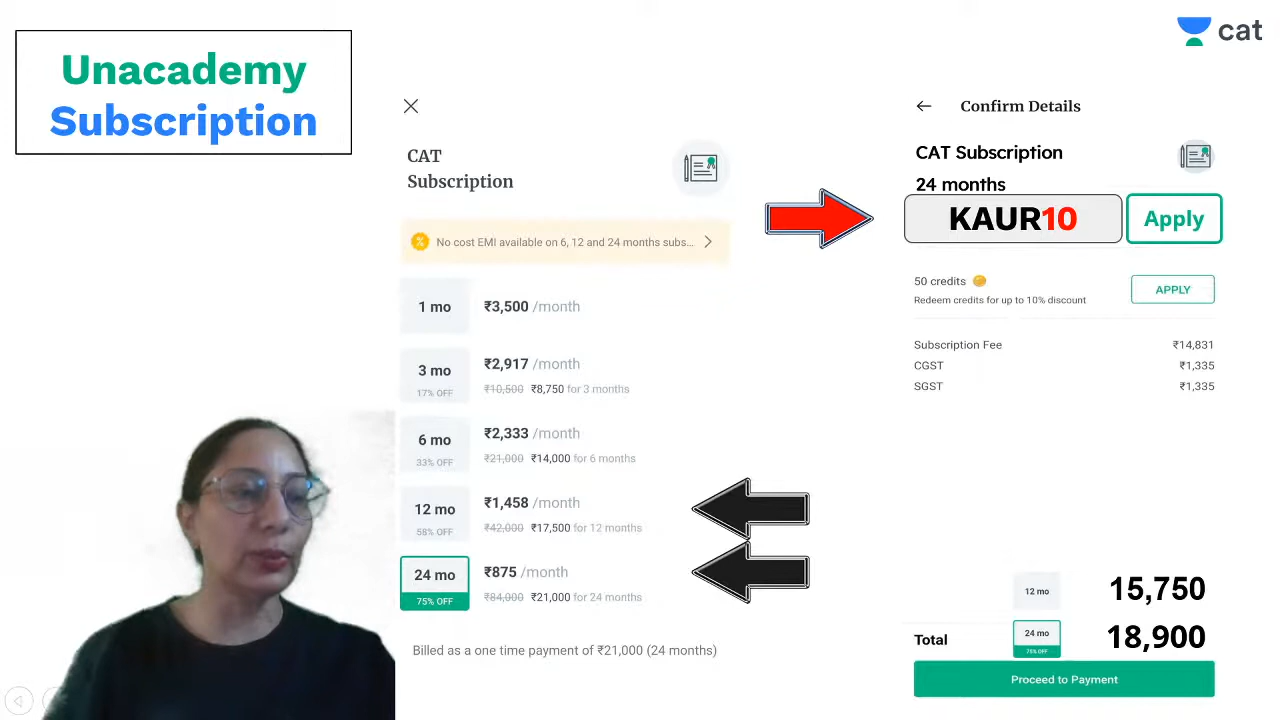 Unacademy
Subscription
cat
CAT
Subscription
No cost EMI available on 6, 12 and 24 months subs...
1 mo
₹3,500 /month
3 mo
17% OFF
₹2,917 /month
₹10,500 ₹8,750 for 3 months
6 mo
33% OFF
₹2,333 /month
₹21,000 ₹14,000 for 6 months
12 mo
58% OFF
₹1,458 /month
₹42,000 ₹17,500 for 12 months
24 mo
75% OFF
₹875 /month
₹84,000 ₹21,000 for 24 months
Billed as a one time payment of ₹21,000 (24 months)
Confirm Details
CAT Subscription
24 months
KAUR10 Apply
50 credits
Redeem credits for up to 10% discount
APPLY
Subscription Fee ₹14,831
CGST ₹1,335
SGST ₹1,335
12 mo 15,750
Total 24 mo 18,900
75% OFF
Proceed to Payment